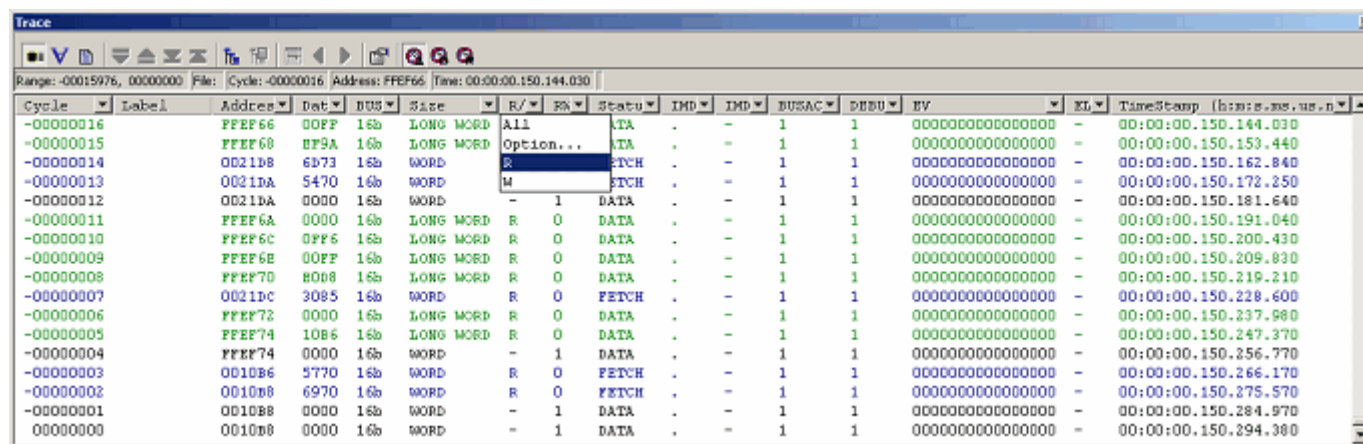 Trace
Range: -00015976, 00000000 File: Cycle: -00000016 Address: FFEF66 Time: 00:00:00.150.144.030
Cycle Label Addres Dat BUS Size R/ RW Statu IMD IMD BUSAC DEBU EV EL TimeStamp (h:m:s.ms.us.n
-00000016 FFEF66 00FF 16b LONG WORD All ATA . - 1 1 0000000000000000 - 00:00:00.150.144.030
-00000015 FFEF68 BF9A 16b LONG WORD Option... ATA . - 1 1 0000000000000000 - 00:00:00.150.153.440
-00000014 0021D8 6D73 16b WORD R ETCH . - 1 1 0000000000000000 - 00:00:00.150.162.840
-00000013 0021DA 5470 16b WORD W ETCH . - 1 1 0000000000000000 - 00:00:00.150.172.250
-00000012 0021DA 0000 16b WORD - 1 DATA . - 1 1 0000000000000000 - 00:00:00.150.181.640
-00000011 FFEF6A 0000 16b LONG WORD R 0 DATA . - 1 1 0000000000000000 - 00:00:00.150.191.040
-00000010 FFEF6C 0FF6 16b LONG WORD R 0 DATA . - 1 1 0000000000000000 - 00:00:00.150.200.430
-00000009 FFEF6E 00FF 16b LONG WORD R 0 DATA . - 1 1 0000000000000000 - 00:00:00.150.209.830
-00000008 FFEF70 B0D8 16b LONG WORD R 0 DATA . - 1 1 0000000000000000 - 00:00:00.150.219.210
-00000007 0021DC 3085 16b WORD R 0 FETCH . - 1 1 0000000000000000 - 00:00:00.150.228.600
-00000006 FFEF72 0000 16b LONG WORD R 0 DATA . - 1 1 0000000000000000 - 00:00:00.150.237.980
-00000005 FFEF74 10B6 16b LONG WORD R 0 DATA . - 1 1 0000000000000000 - 00:00:00.150.247.370
-00000004 FFEF74 0000 16b WORD - 1 DATA . - 1 1 0000000000000000 - 00:00:00.150.256.770
-00000003 0010B6 5770 16b WORD R 0 FETCH . - 1 1 0000000000000000 - 00:00:00.150.266.170
-00000002 0010B8 6970 16b WORD R 0 FETCH . - 1 1 0000000000000000 - 00:00:00.150.275.570
-00000001 0010B8 0000 16b WORD - 1 DATA . - 1 1 0000000000000000 - 00:00:00.150.284.970
00000000 0010B8 0000 16b WORD - 1 DATA . - 1 1 0000000000000000 - 00:00:00.150.294.380